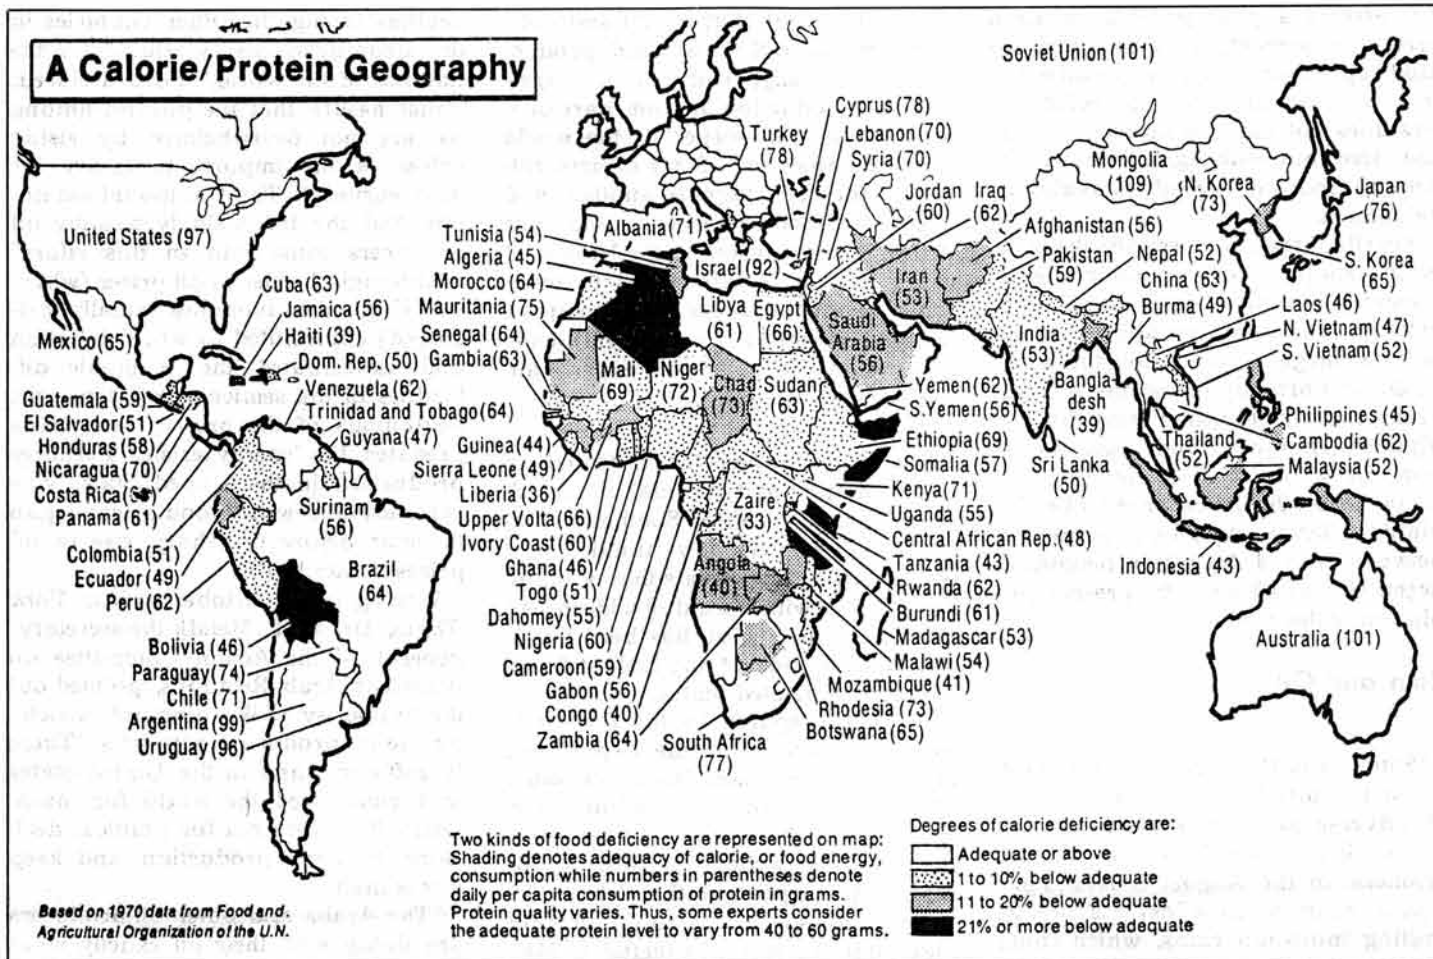 A Calorie/Protein Geography
Soviet Union (101)
United States (97)
Mexico (65)
Cuba (63)
Jamaica (56)
Haiti (39)
Dom. Rep. (50)
Venezuela (62)
Guatemala (59)
El Salvador (51)
Honduras (58)
Nicaragua (70)
Costa Rica
Panama (61)
Trinidad and Tobago (64)
Guyana (47)
Surinam
(56)
Colombia (51)
Ecuador (49)
Peru (62)
Brazil
(64)
Bolivia (46)
Paraguay (74)
Chile (71)
Argentina (99)
Uruguay (96)
Albania (71)
Tunisia (54)
Algeria (45)
Morocco (64)
Mauritania (75)
Senegal (64)
Gambia (63)
Mali
(69)
Niger
(72)
Chad
(73)
Sudan
(63)
Libya
(61)
Egypt
(66)
Israel (92)
Turkey
(78)
Cyprus (78)
Lebanon (70)
Syria (70)
Jordan
(60)
Iraq
(62)
Iran
(53)
Saudi
Arabia
(56)
Afghanistan (56)
Pakistan
(59)
Nepal (52)
China (63)
Burma (49)
Mongolia
(109)
N. Korea
(73)
Japan
(76)
S. Korea
(65)
Laos (46)
N. Vietnam (47)
S. Vietnam (52)
India
(53)
Bangla-
desh
(39)
Sri Lanka
(50)
Thailand
(52)
Philippines (45)
Cambodia (62)
Malaysia (52)
Indonesia (43)
Australia (101)
Yemen (62)
S. Yemen (56)
Ethiopia (69)
Somalia (57)
Kenya (71)
Uganda (55)
Central African Rep. (48)
Tanzania (43)
Rwanda (62)
Burundi (61)
Madagascar (53)
Malawi (54)
Mozambique (41)
Rhodesia (73)
Botswana (65)
Guinea (44)
Sierra Leone (49)
Liberia (36)
Upper Volta (66)
Ivory Coast (60)
Ghana (46)
Togo (51)
Dahomey (55)
Nigeria (60)
Cameroon (59)
Gabon (56)
Congo (40)
Zambia (64)
Zaire
(33)
Angola
(40)
South Africa
(77)
Two kinds of food deficiency are represented on map:
Shading denotes adequacy of calorie, or food energy,
consumption while numbers in parentheses denote
daily per capita consumption of protein in grams.
Protein quality varies. Thus, some experts consider
the adequate protein level to vary from 40 to 60 grams.
Degrees of calorie deficiency are:
Adequate or above
1 to 10% below adequate
11 to 20% below adequate
21% or more below adequate
Based on 1970 data from Food and
Agricultural Organization of the U.N.